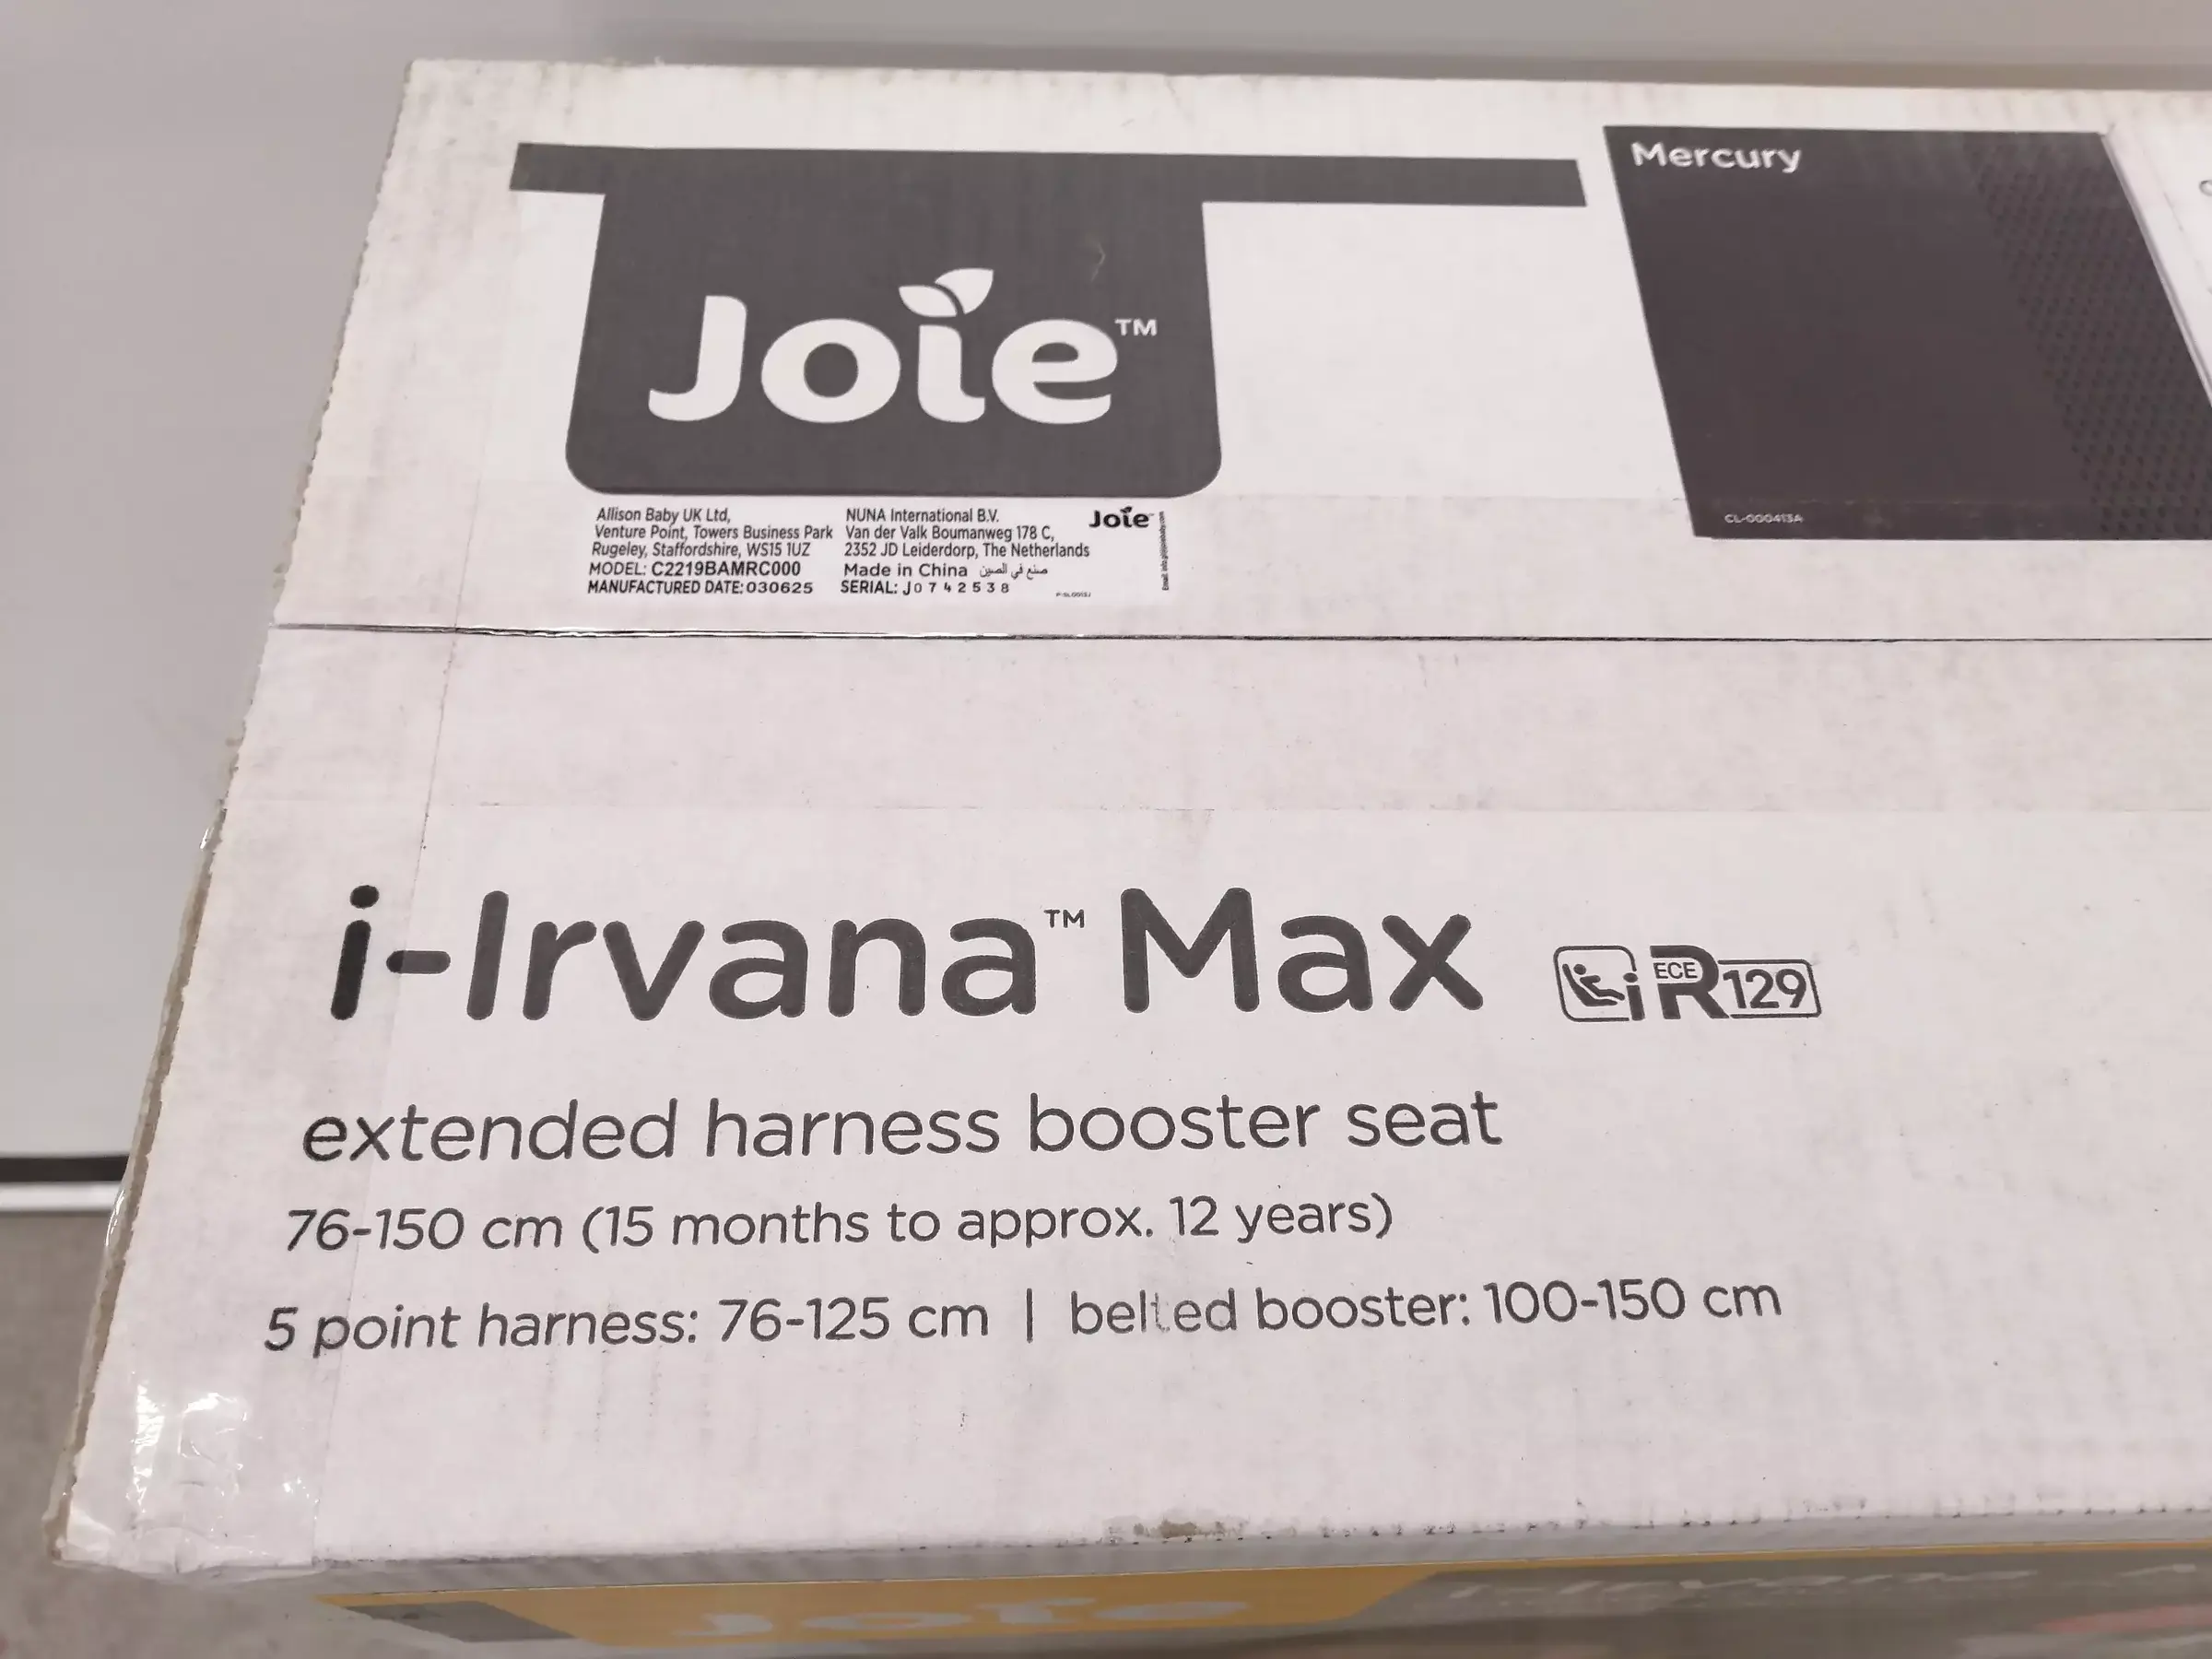 Joie™
Mercury
CL-000413A
Allison Baby UK Ltd,
Venture Point, Towers Business Park
Rugeley, Staffordshire, WS15 1UZ
MODEL: C2219BAMRC000
MANUFACTURED DATE: 030625
NUNA International B.V.
Van der Valk Boumanweg 178 C,
2352 JD Leiderdorp, The Netherlands
Made in China صنع في الصين
SERIAL: J0742538
Joie
i-Irvana™ Max
i ECE R129
extended harness booster seat
76-150 cm (15 months to approx. 12 years)
5 point harness: 76-125 cm | belted booster: 100-150 cm
Joie